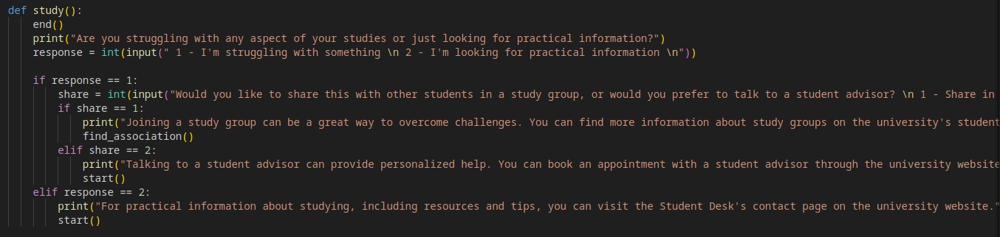 def study():
    end()
    print("Are you struggling with any aspect of your studies or just looking for practical information?")
    response = int(input(" 1 - I'm struggling with something \n 2 - I'm looking for practical information \n"))

    if response == 1:
        share = int(input("Would you like to share this with other students in a study group, or would you prefer to talk to a student advisor? \n 1 - Share in
        if share == 1:
            print("Joining a study group can be a great way to overcome challenges. You can find more information about study groups on the university's student
            find_association()
        elif share == 2:
            print("Talking to a student advisor can provide personalized help. You can book an appointment with a student advisor through the university website
            start()
    elif response == 2:
        print("For practical information about studying, including resources and tips, you can visit the Student Desk's contact page on the university website."
        start()